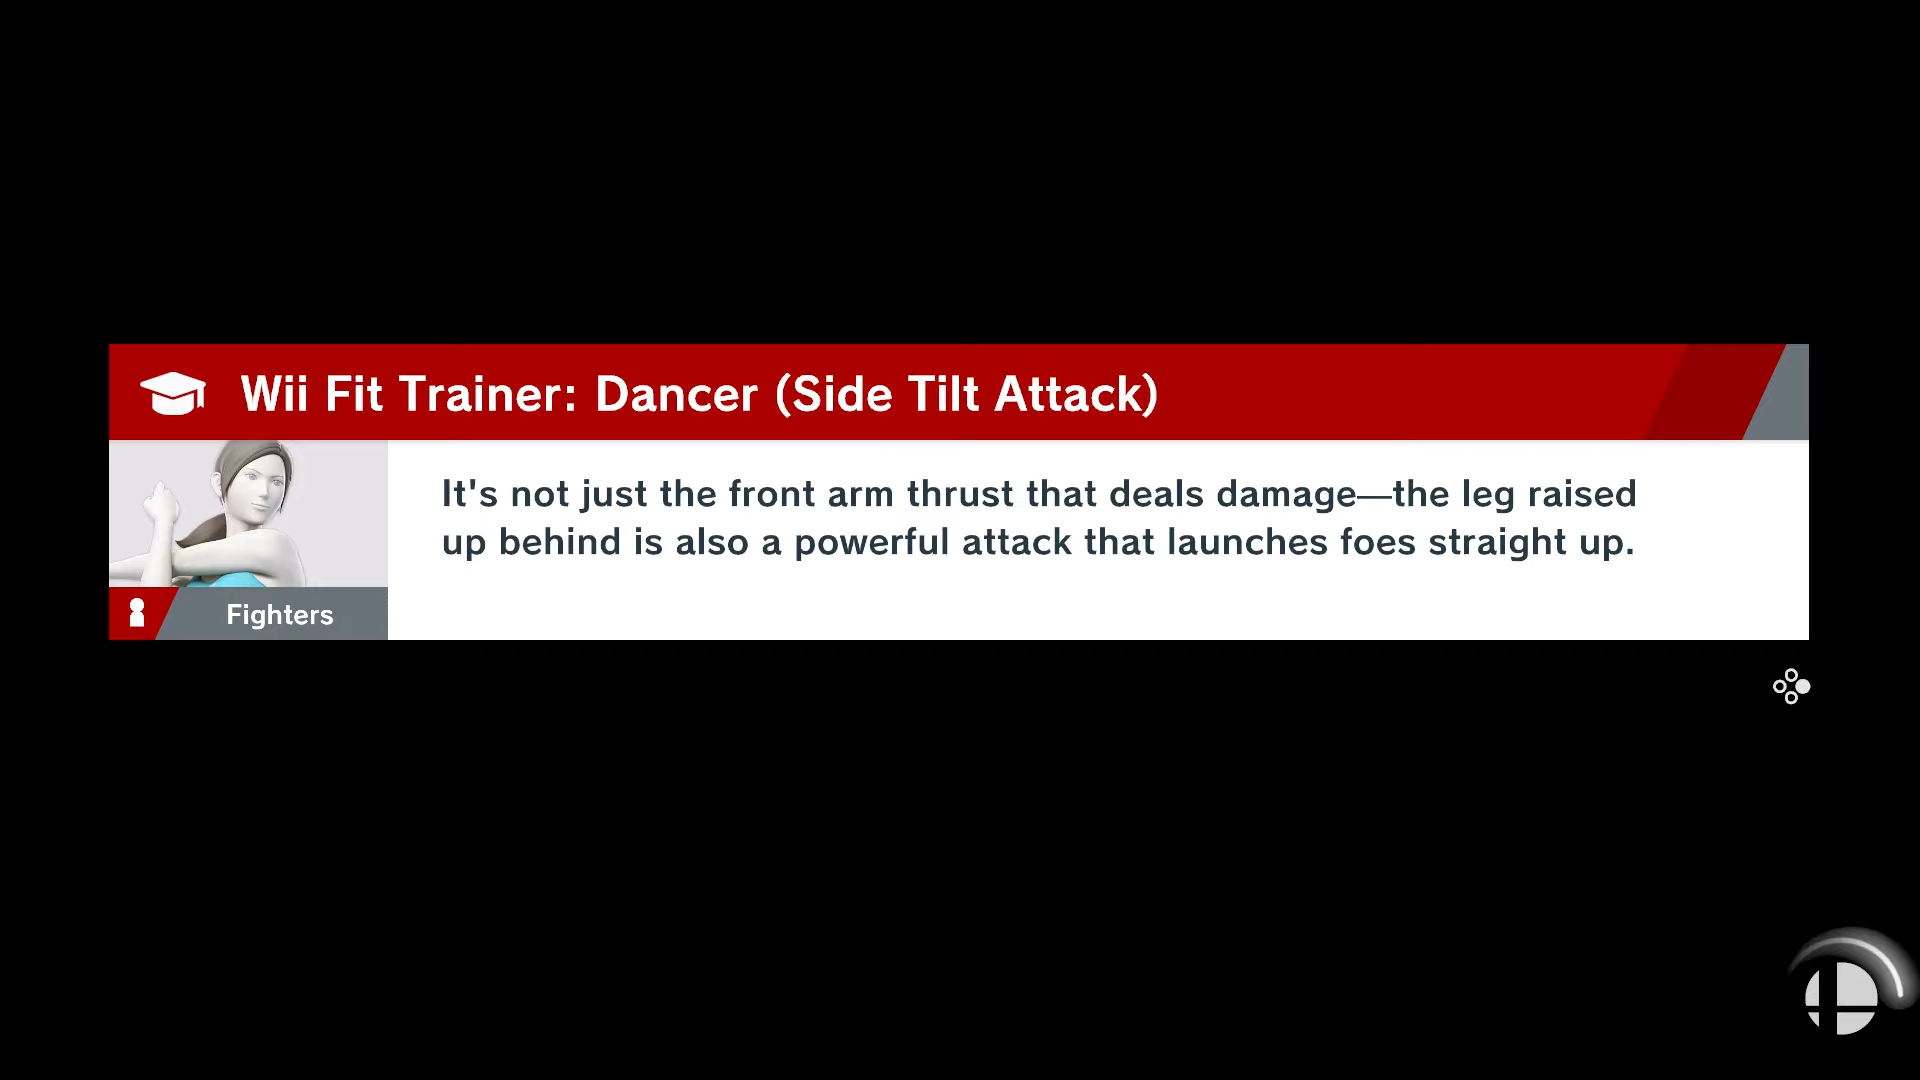 Wii Fit Trainer: Dancer (Side Tilt Attack)
It's not just the front arm thrust that deals damage—the leg raised
up behind is also a powerful attack that launches foes straight up.
Fighters